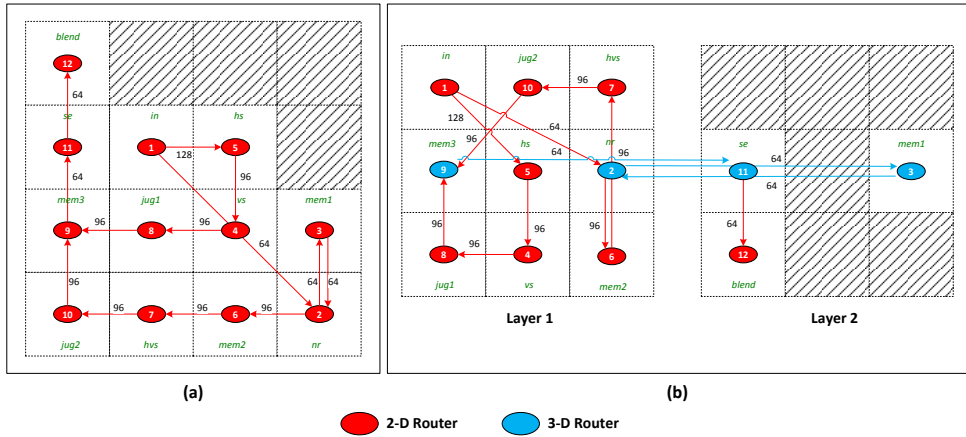 blend
12
64
se
in
hs
11
1
5
128
64
96
mem3
jug1
vs
mem1
9
8
4
3
96
96
64
96
64
64
10
7
6
2
96
96
96
jug2
hvs
mem2
nr
(a)
in
jug2
hvs
1
10
7
96
128
64
mem3
hs
nr
se
mem1
96
64
96
64
9
5
2
11
3
64
96
96
96
64
96
8
4
6
12
jug1
vs
mem2
blend
Layer 1
Layer 2
(b)
2-D Router
3-D Router